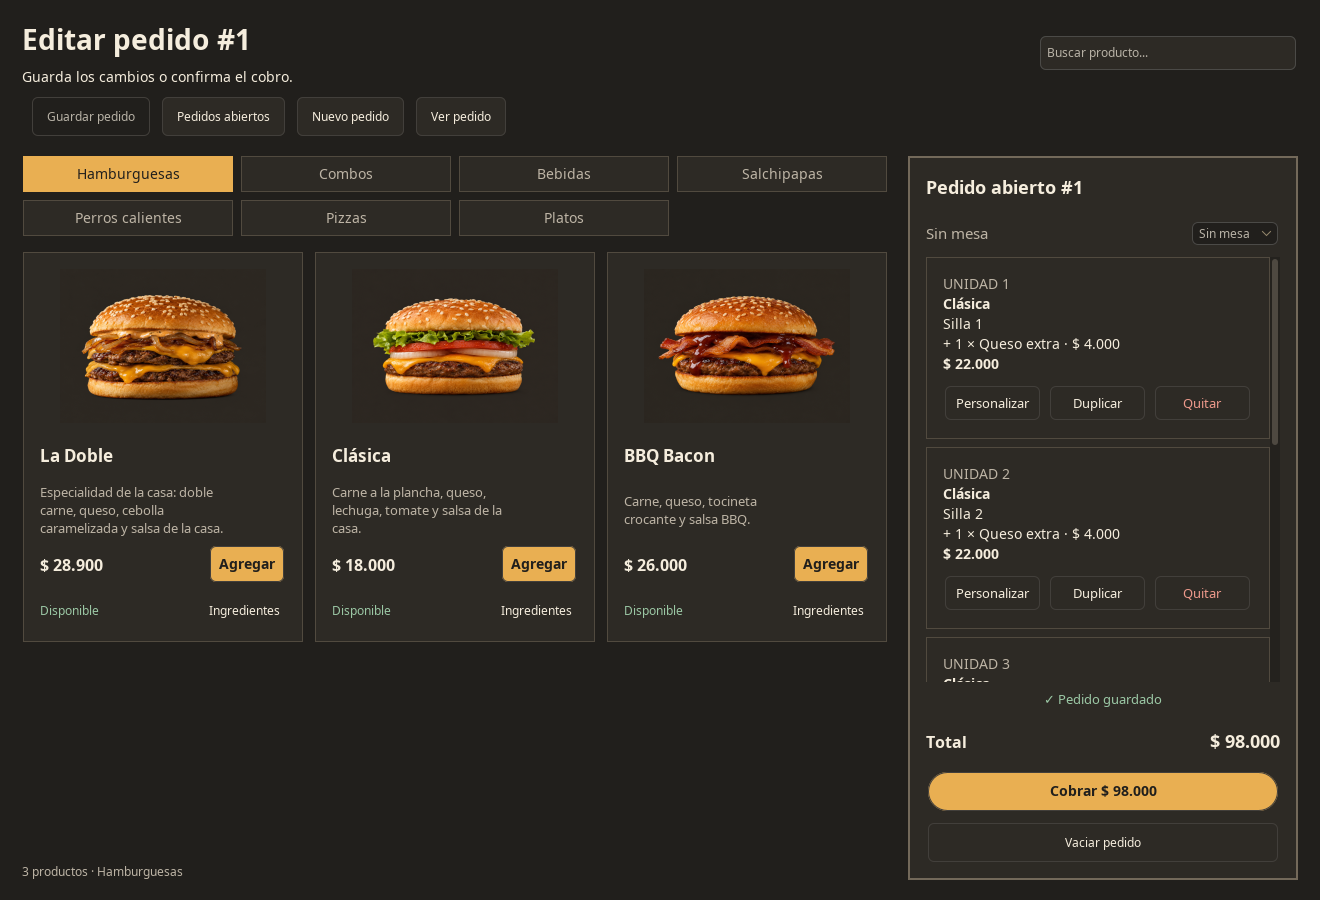 Editar pedido #1
Guarda los cambios o confirma el cobro.
Buscar producto...
Guardar pedido
Pedidos abiertos
Nuevo pedido
Ver pedido
Hamburguesas
Combos
Bebidas
Salchipapas
Perros calientes
Pizzas
Platos
La Doble
Especialidad de la casa: doble
carne, queso, cebolla
caramelizada y salsa de la casa.
$ 28.900
Agregar
Disponible
Ingredientes
Clásica
Carne a la plancha, queso,
lechuga, tomate y salsa de la
casa.
$ 18.000
Agregar
Disponible
Ingredientes
BBQ Bacon
Carne, queso, tocineta
crocante y salsa BBQ.
$ 26.000
Agregar
Disponible
Ingredientes
3 productos · Hamburguesas
Pedido abierto #1
Sin mesa
Sin mesa
UNIDAD 1
Clásica
Silla 1
+ 1 × Queso extra · $ 4.000
$ 22.000
Personalizar
Duplicar
Quitar
UNIDAD 2
Clásica
Silla 2
+ 1 × Queso extra · $ 4.000
$ 22.000
Personalizar
Duplicar
Quitar
UNIDAD 3
Clásica
✓ Pedido guardado
Total
$ 98.000
Cobrar $ 98.000
Vaciar pedido